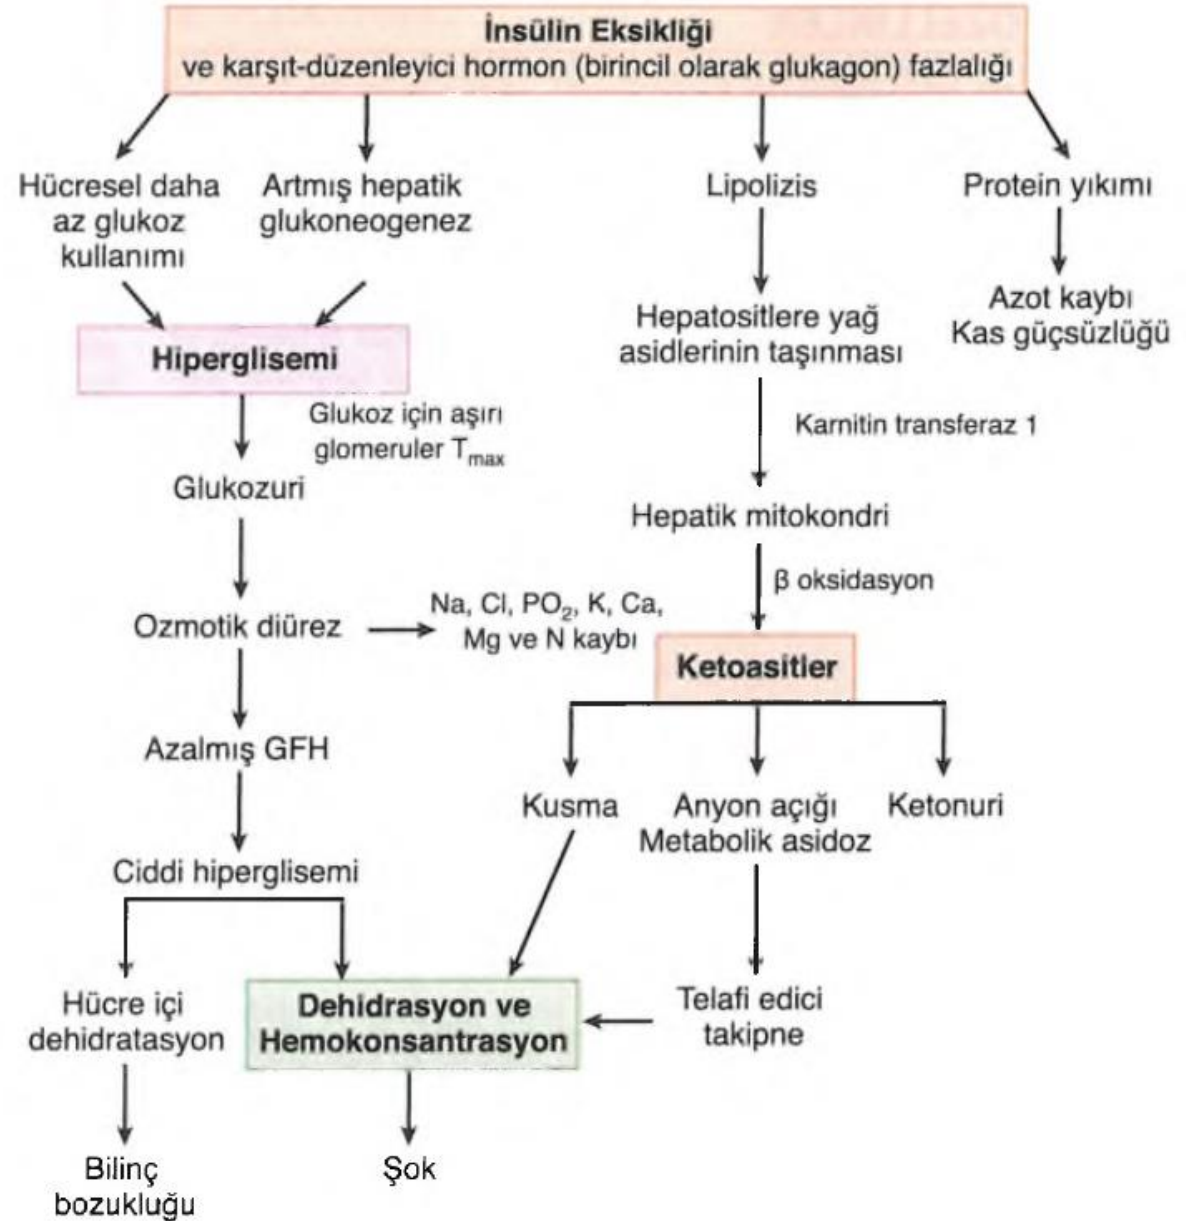 İnsülin Eksikliği
ve karşıt-düzenleyici hormon (birincil olarak glukagon) fazlalığı
Hücresel daha
az glukoz
kullanımı
Artmış hepatik
glukoneogenez
Lipolizis
Protein yıkımı
Azot kaybı
Kas güçsüzlüğü
Hepatositlere yağ
asidlerinin taşınması
Hiperglisemi
Glukoz için aşırı
glomeruler Tmax
Karnitin transferaz 1
Glukozuri
Hepatik mitokondri
β oksidasyon
Ozmotik diürez
Na, Cl, PO2, K, Ca,
Mg ve N kaybı
Ketoasitler
Azalmış GFH
Kusma
Anyon açığı
Metabolik asidoz
Ketonuri
Ciddi hiperglisemi
Hücre içi
dehidratasyon
Dehidrasyon ve
Hemokonsantrasyon
Telafi edici
takipne
Bilinç
bozukluğu
Şok